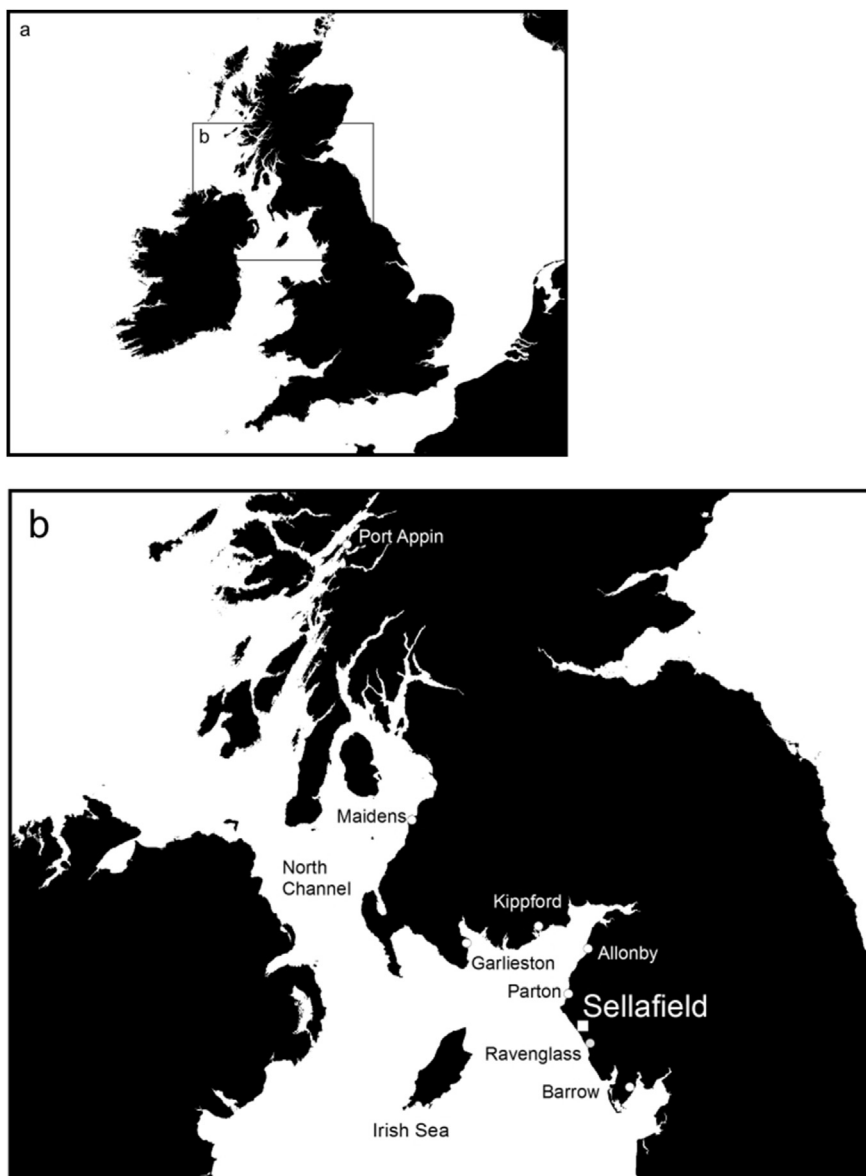 a
b
b
Port Appin
Maidens
North
Channel
Kippford
Garlieston
Allonby
Parton
Sellafield
Ravenglass
Barrow
Irish Sea